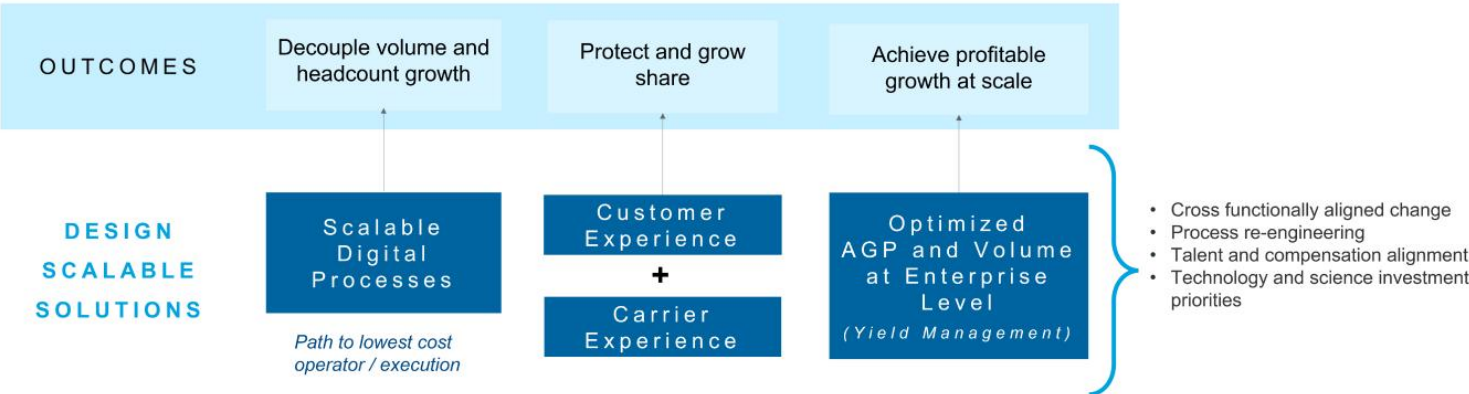 OUTCOMES
Decouple volume and
headcount growth
Protect and grow
share
Achieve profitable
growth at scale
DESIGN
SCALABLE
SOLUTIONS
Scalable
Digital
Processes
Path to lowest cost
operator / execution
Customer
Experience
+
Carrier
Experience
Optimized
AGP and Volume
at Enterprise
Level
(Yield Management)
• Cross functionally aligned change
• Process re-engineering
• Talent and compensation alignment
• Technology and science investment
priorities